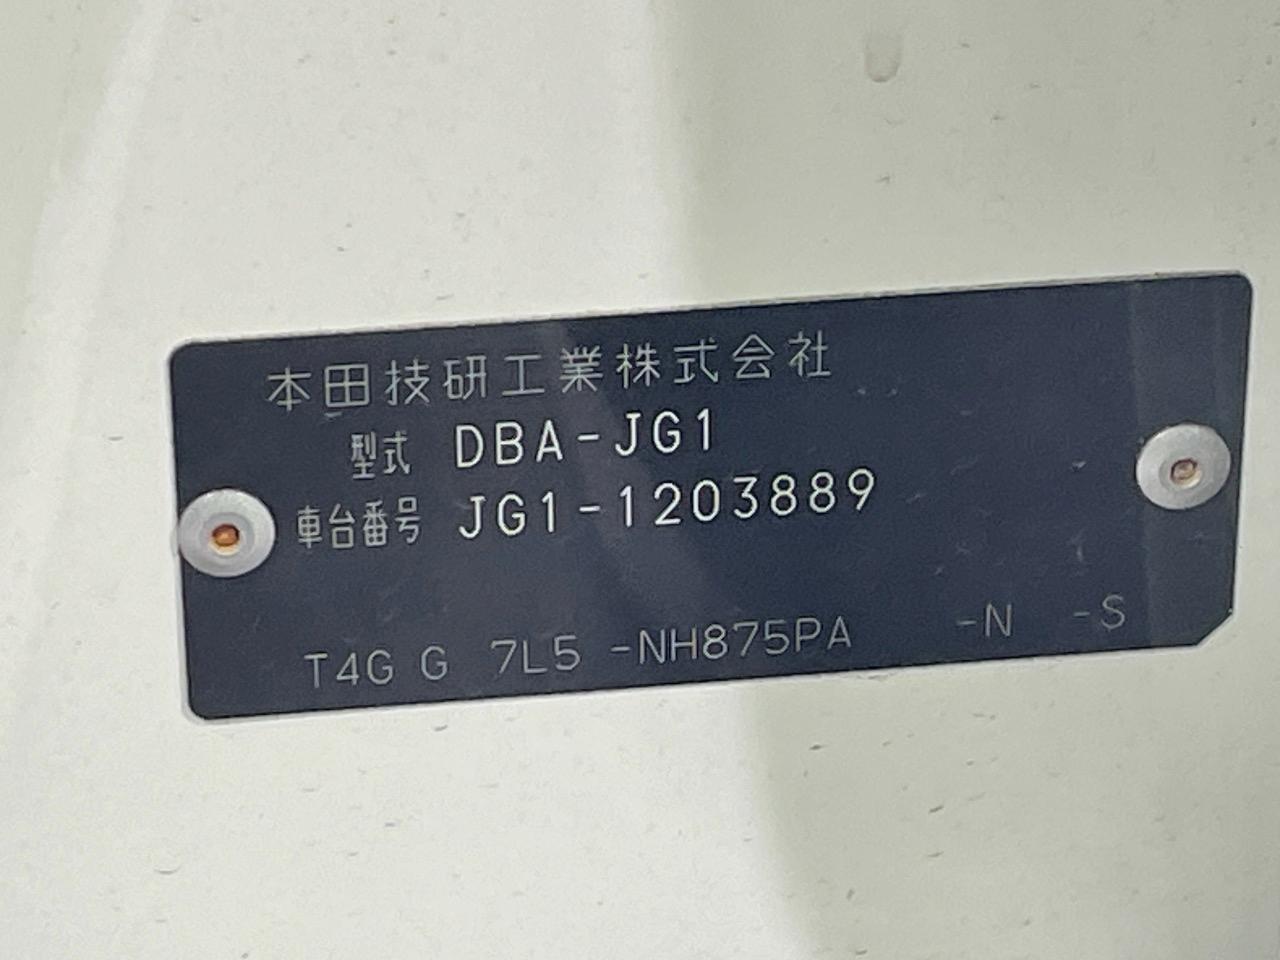 本田技研工業株式会社
型式 DBA-JG1
車台番号 JG1-1203889
T4G G 7L5 -NH875PA -N -S